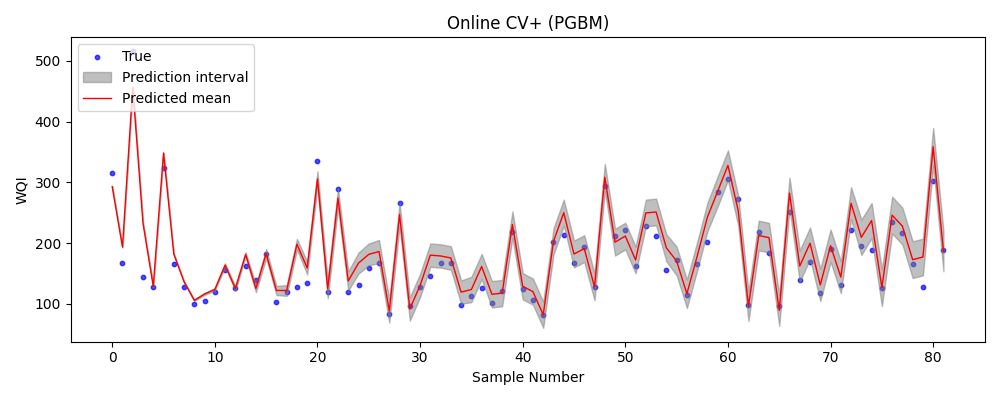 Online CV+ (PGBM)
True
Prediction interval
Predicted mean
WQI
500
400
300
200
100
0 10 20 30 40 50 60 70 80
Sample Number